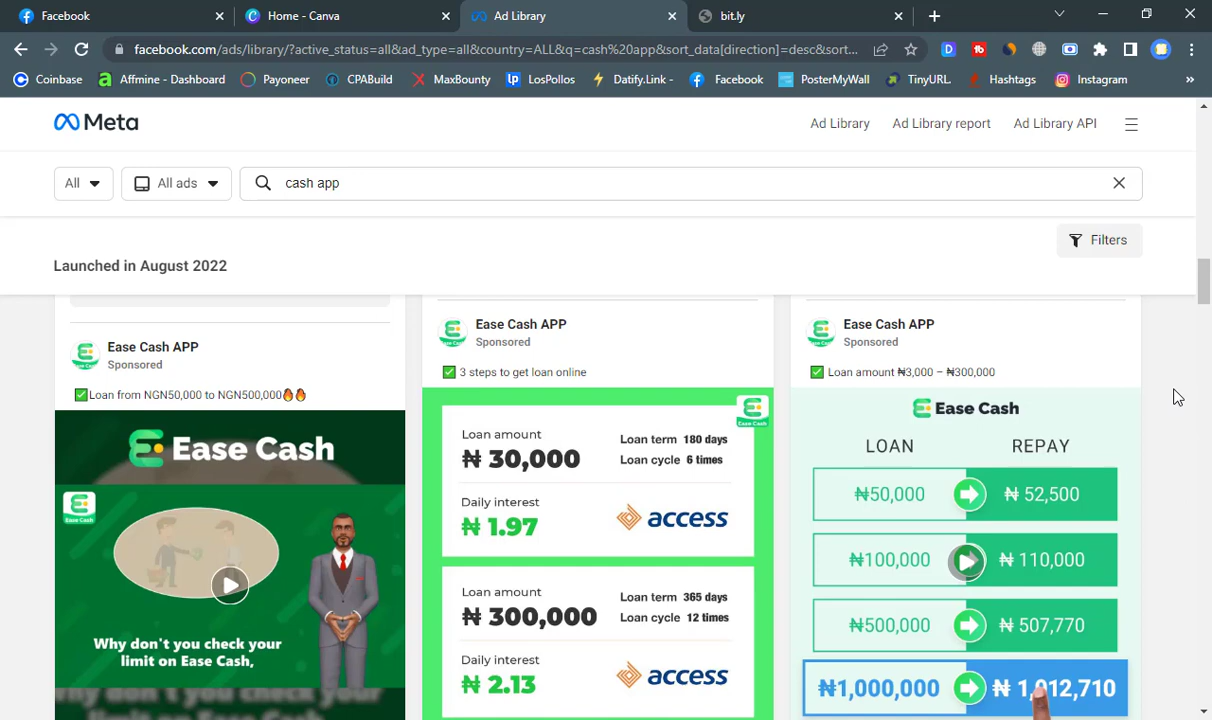 Facebook
Home - Canva
Ad Library
bit.ly
facebook.com/ads/library/?active_status=all&ad_type=all&country=ALL&q=cash%20app&sort_data[direction]=desc&sort...
Coinbase
Affmine - Dashboard
Payoneer
CPABuild
MaxBounty
LosPollos
Datify.Link -
Facebook
PosterMyWall
TinyURL.
Hashtags
Instagram
»
Meta
Ad Library
Ad Library report
Ad Library API
All
All ads
cash app
Filters
Launched in August 2022
Ease Cash APP
Sponsored
✅Loan from NGN50,000 to NGN500,000🔥🔥
Ease Cash
Ease Cash
Why don't you check your
limit on Ease Cash,
Ease Cash APP
Sponsored
✅ 3 steps to get loan online
Ease Cash
Loan amount
₦ 30,000
Loan term 180 days
Loan cycle 6 times
Daily interest
₦ 1.97
access
Loan amount
₦ 300,000
Loan term 365 days
Loan cycle 12 times
Daily interest
₦ 2.13
access
Ease Cash APP
Sponsored
✅ Loan amount ₦3,000 – ₦300,000
Ease Cash
LOAN REPAY
₦50,000 ₦ 52,500
₦100,000 ₦ 110,000
₦500,000 ₦ 507,770
₦1,000,000 ₦ 1,012,710